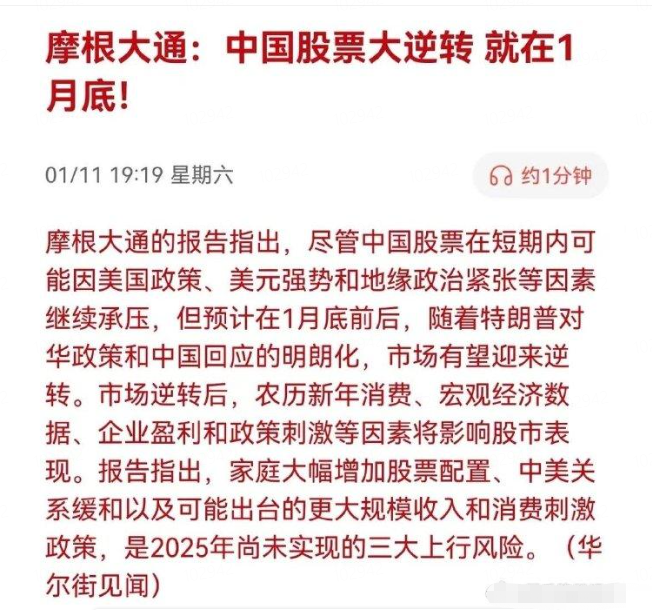 摩根大通：中国股票大逆转 就在1
月底！
01/11 19:19 星期六
约1分钟
摩根大通的报告指出，尽管中国股票在短期内可
能因美国政策、美元强势和地缘政治紧张等因素
继续承压，但预计在1月底前后，随着特朗普对
华政策和中国回应的明朗化，市场有望迎来逆
转。市场逆转后，农历新年消费、宏观经济数
据、企业盈利和政策刺激等因素将影响股市表
现。报告指出，家庭大幅增加股票配置、中美关
系缓和以及可能出台的更大规模收入和消费刺激
政策，是2025年尚未实现的三大上行风险。（华
尔街见闻）